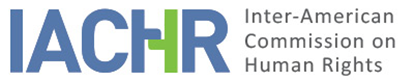 IACHR
Inter-American
Commission on
Human Rights